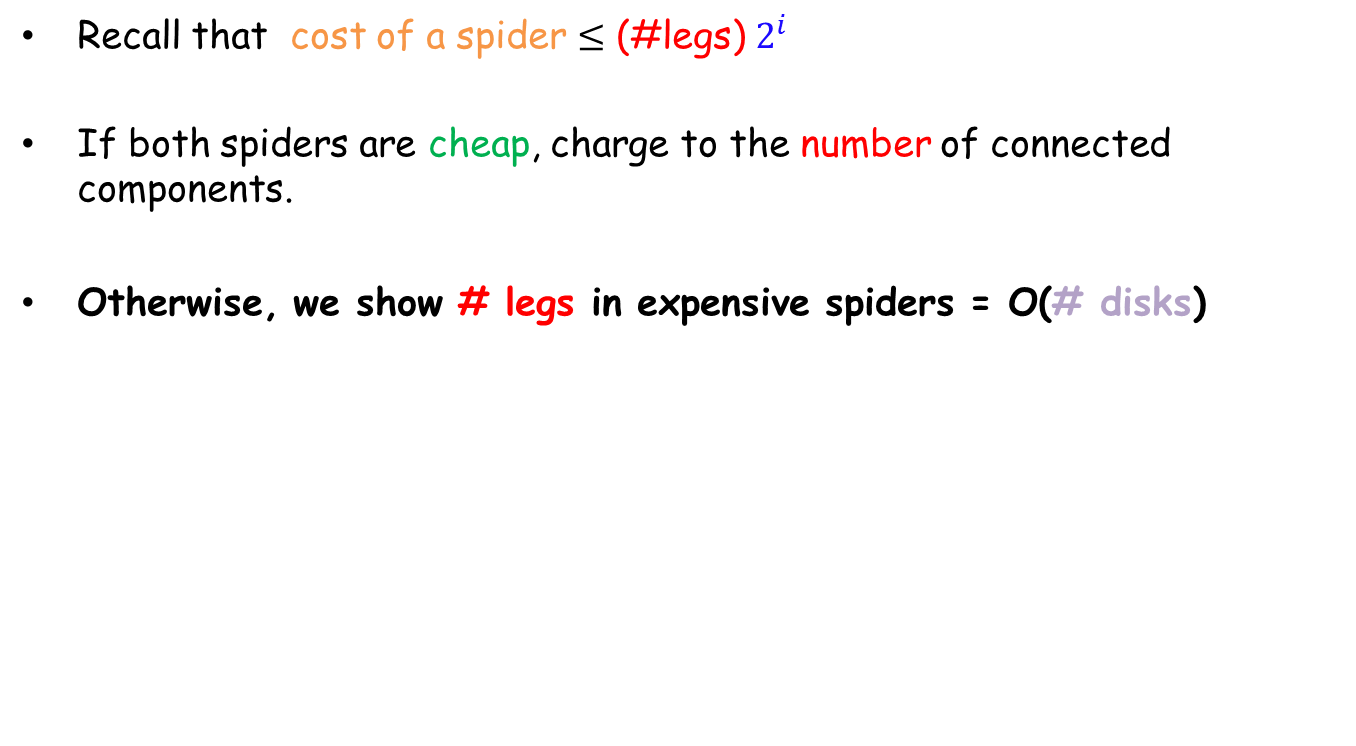 • Recall that cost of a spider ≤ (#legs) 2^i
• If both spiders are cheap, charge to the number of connected
components.
• Otherwise, we show # legs in expensive spiders = O(# disks)